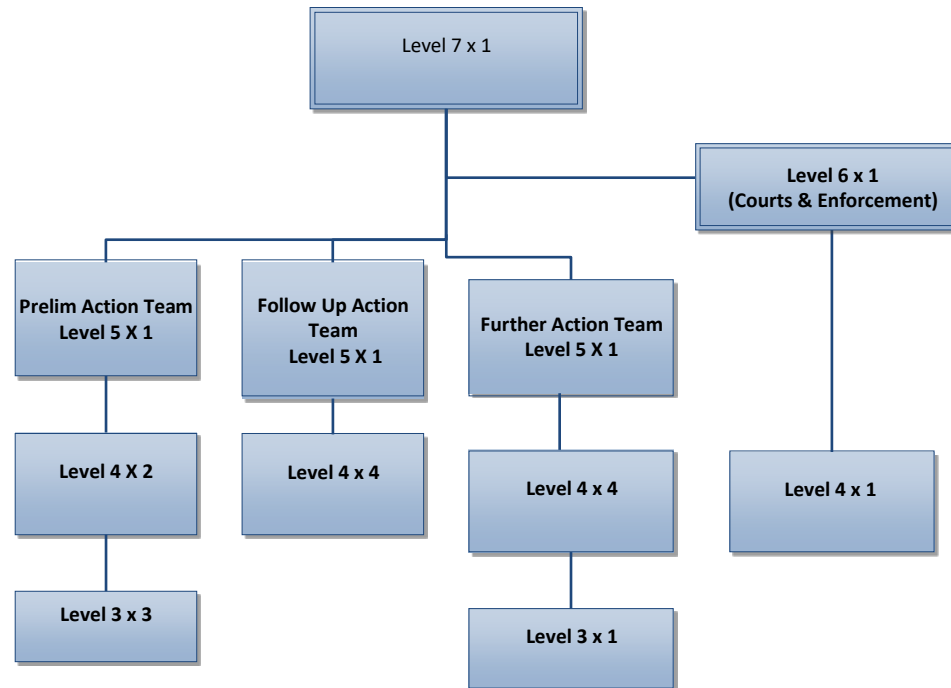 Level 7 x 1
Level 6 x 1
(Courts & Enforcement)
Prelim Action Team
Level 5 X 1
Follow Up Action
Team
Level 5 X 1
Further Action Team
Level 5 X 1
Level 4 X 2
Level 4 x 4
Level 4 x 4
Level 4 x 1
Level 3 x 3
Level 3 x 1